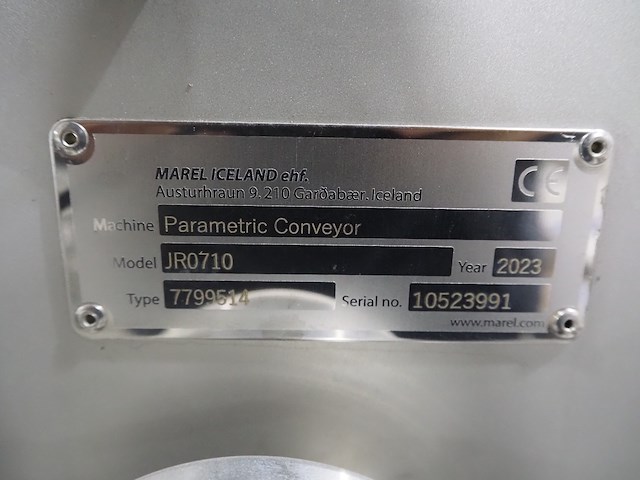 MAREL ICELAND ehf.
Austurhraun 9, 210 Garðabær, Iceland
CE
Machine Parametric Conveyor
Model JR0710 Year 2023
Type 7799514 Serial no. 10523991
www.marel.com